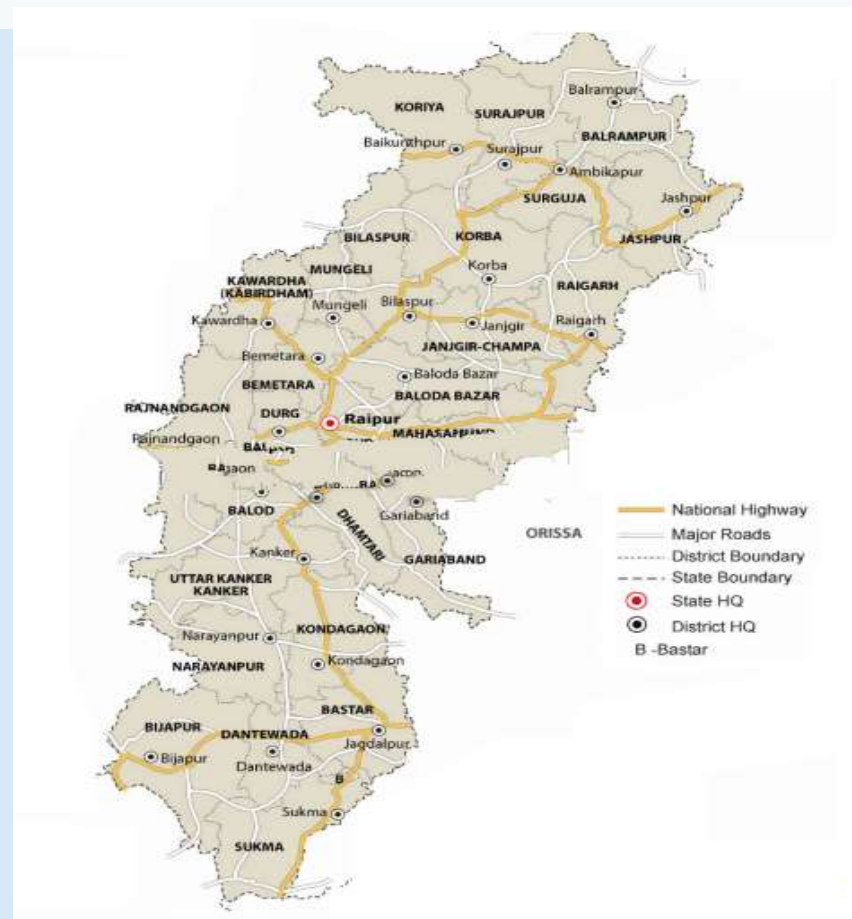 Balrampur
KORIYA
SURAJPUR
BALRAMPUR
Baikunthpur
Surajpur
Ambikapur
SURGUJA
Jashpur
JASHPUR
BILASPUR
KORBA
MUNGELI
Korba
RAIGARH
KAWARDHA
(KABIRDHAM)
Mungeli
Bilaspur
Kawardha
Janjgir
Raigarh
JANJGIR-CHAMPA
Bemetara
Baloda Bazar
BEMETARA
BALODA BAZAR
RAJNANDGAON
DURG
Raipur
Rajnandgaon
Gariaband
BALOD
DHAMTARI
ORISSA
Kanker
GARIABAND
UTTAR KANKER
KANKER
KONDAGAON
Narayanpur
Kondagaon
NARAYANPUR
BASTAR
BIJAPUR
DANTEWADA
Jagdalpur
Bijapur
Dantewada
B
Sukma
SUKMA
National Highway
Major Roads
District Boundary
State Boundary
State HQ
District HQ
B -Bastar